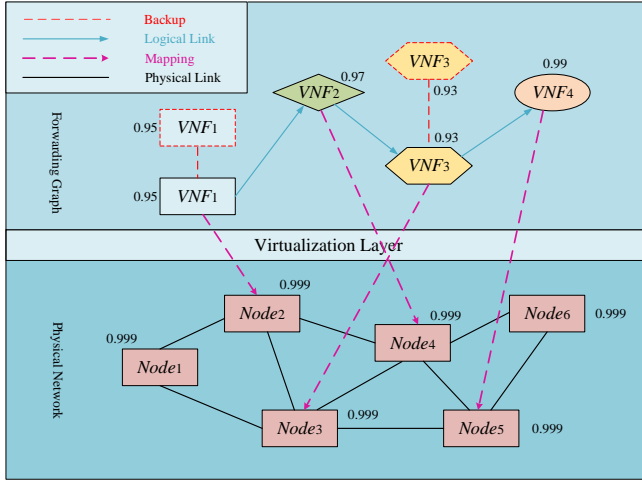 Backup
Logical Link
Mapping
Physical Link
Forwarding Graph
0.95
VNF1
0.95
VNF1
0.97
VNF2
VNF3
0.93
0.93
VNF3
0.99
VNF4
Virtualization Layer
Physical Network
0.999
Node1
0.999
Node2
0.999
Node3
0.999
Node4
0.999
Node5
Node6
0.999